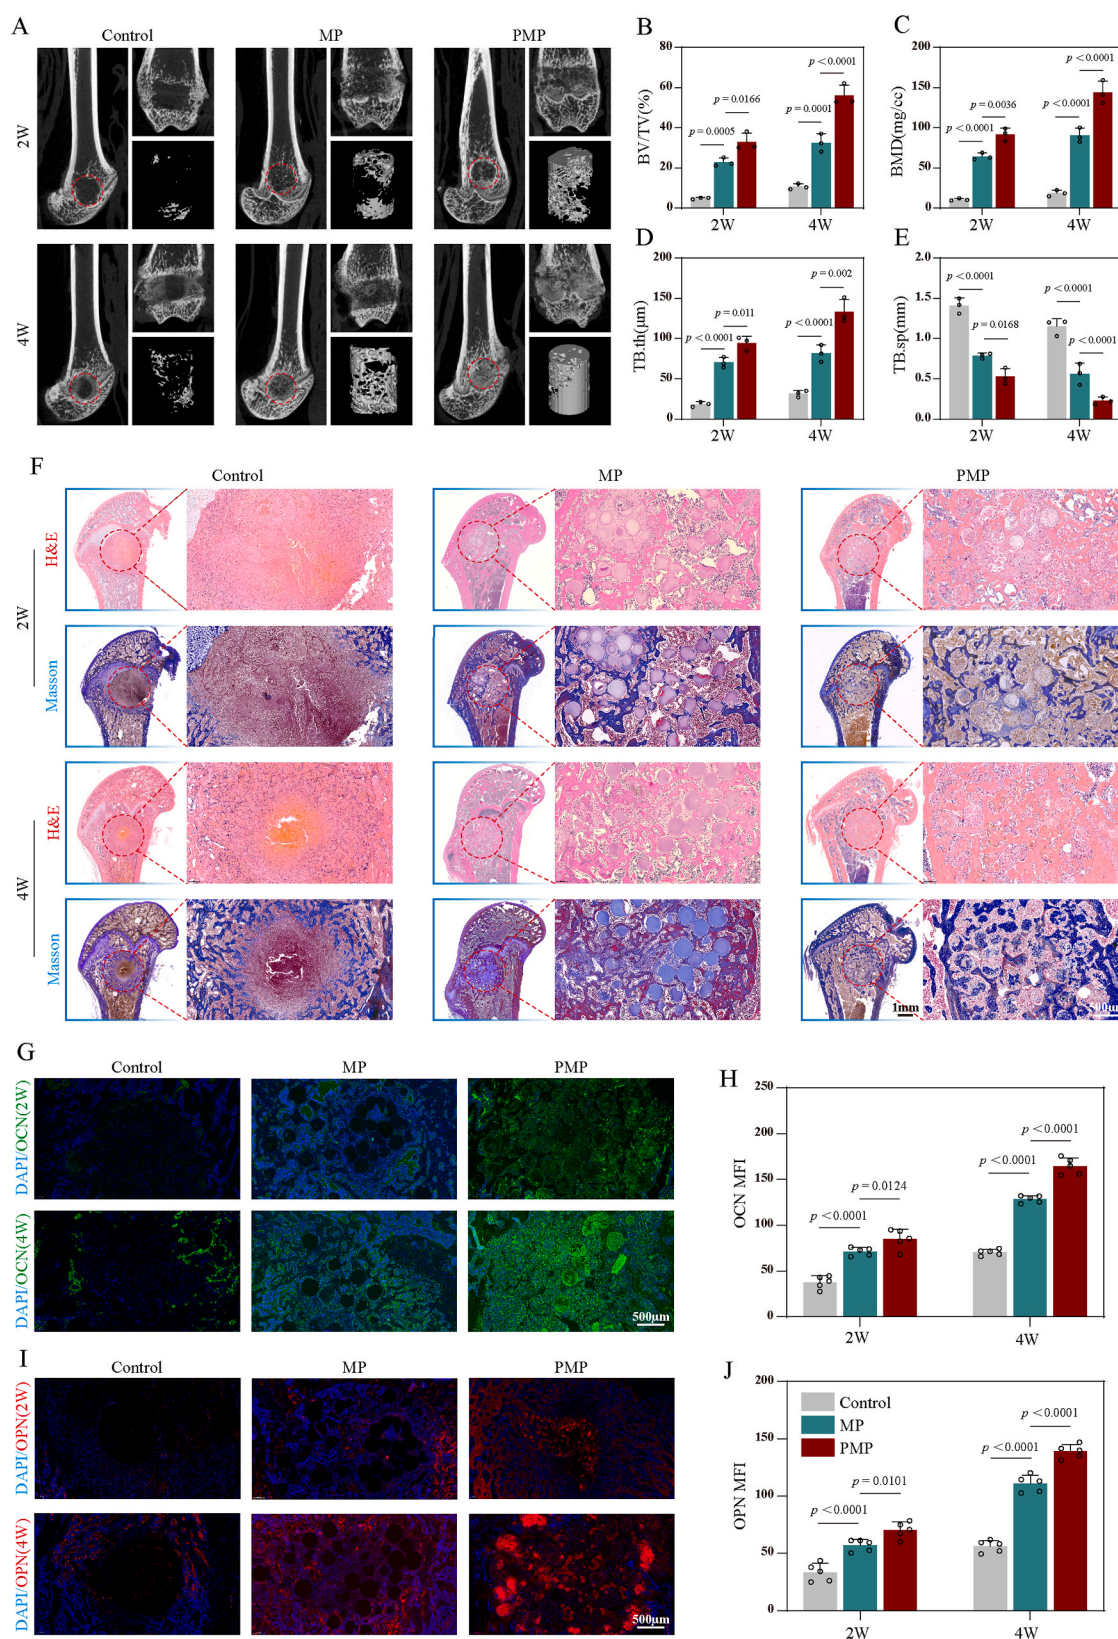 A
Control
MP
PMP
2W
4W
B
BV/TV(%)
80
60
40
20
0
p=0.0005
p=0.0166
p=0.0001
p<0.0001
2W
4W
C
BMD(mg/cc)
200
150
100
50
0
p<0.0001
p=0.0036
p<0.0001
p<0.0001
2W
4W
D
TB.th(μm)
200
150
100
50
0
p<0.0001
p=0.011
p<0.0001
p=0.002
2W
4W
E
TB.sp(mm)
2.0
1.5
1.0
0.5
0.0
p<0.0001
p=0.0168
p<0.0001
p<0.0001
2W
4W
F
Control
MP
PMP
2W
H&E
Masson
4W
H&E
Masson
1mm
G
Control
MP
PMP
DAPI/OCN(2W)
DAPI/OCN(4W)
500μm
H
OCN MFI
250
200
150
100
50
0
p<0.0001
p=0.0124
p<0.0001
p<0.0001
2W
4W
I
Control
MP
PMP
DAPI/OPN(2W)
DAPI/OPN(4W)
500μm
J
OPN MFI
200
150
100
50
0
Control
MP
PMP
p<0.0001
p=0.0101
p<0.0001
p<0.0001
2W
4W